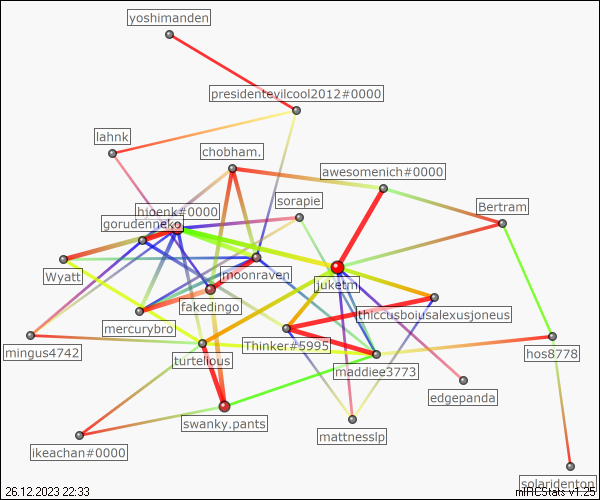 yoshimanden
presidentevilcool2012#0000
lahnk
chobham.
awesomenich#0000
sorapie
Bertram
hjoenk#0000
gorudenneko
moonraven
Wyatt
juketm
fakedingo
thiccusboiusalexusjoneus
mercurybro
Thinker#5995
mingus4742
turtelious
maddiee3773
hos8778
edgepanda
swanky.pants
mattnesslp
ikeachan#0000
solaridenton
26.12.2023 22:33
mIRCStats v1.25